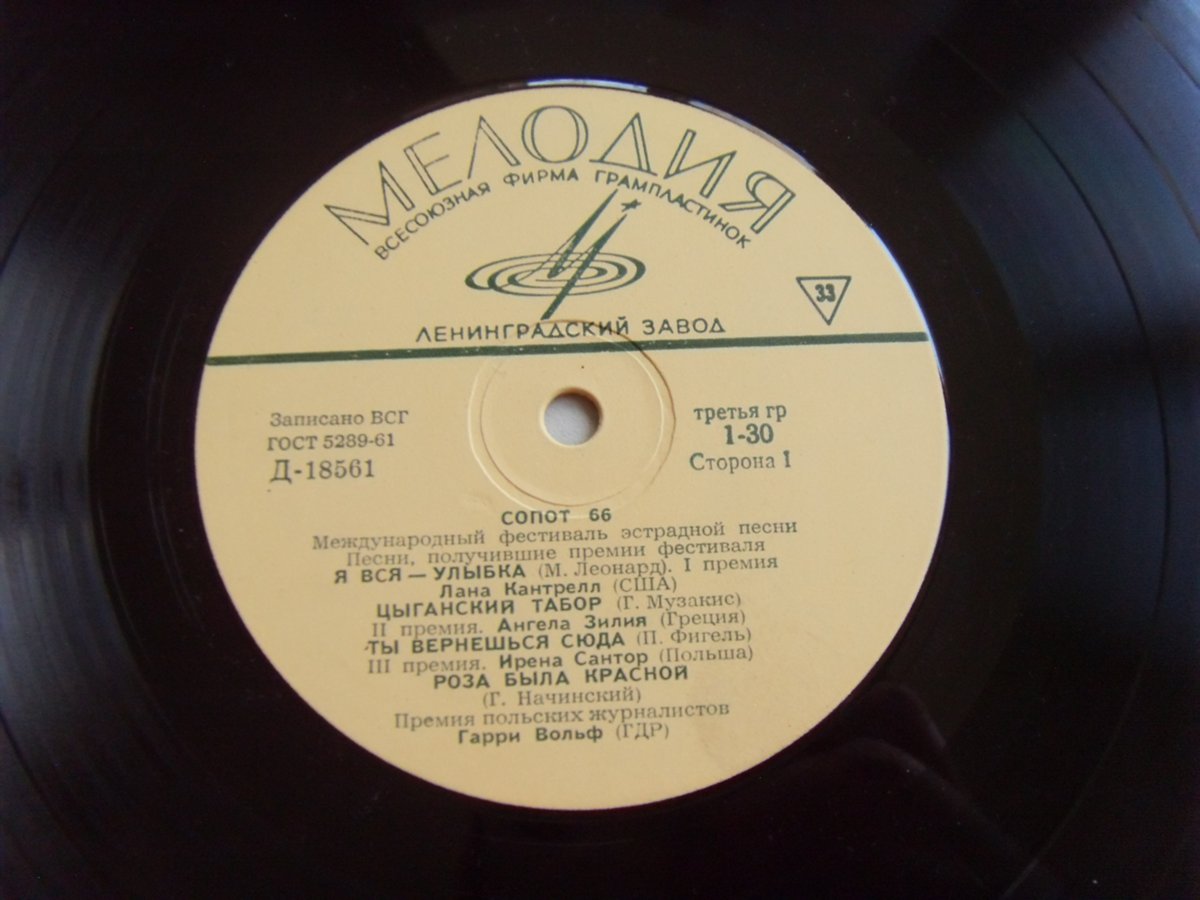 МЕЛОДИЯ
ВСЕСОЮЗНАЯ ФИРМА ГРАМПЛАСТИНОК
33
ЛЕНИНГРАДСКИЙ ЗАВОД
Записано ВСГ
ГОСТ 5289-61
Д-18561
третья гр
1-30
Сторона 1
СОПОТ 66
Международный фестиваль эстрадной песни
Песни, получившие премии фестиваля
Я ВСЯ — УЛЫБКА (М. Леонард). I премия
Лана Кантрелл (США)
ЦЫГАНСКИЙ ТАБОР (Г. Музакис)
II премия. Ангела Зилия (Греция)
ТЫ ВЕРНЕШЬСЯ СЮДА (П. Фигель)
III премия. Ирена Сантор (Польша)
РОЗА БЫЛА КРАСНОЙ
(Г. Начинский)
Премия польских журналистов
Гарри Вольф (ГДР)